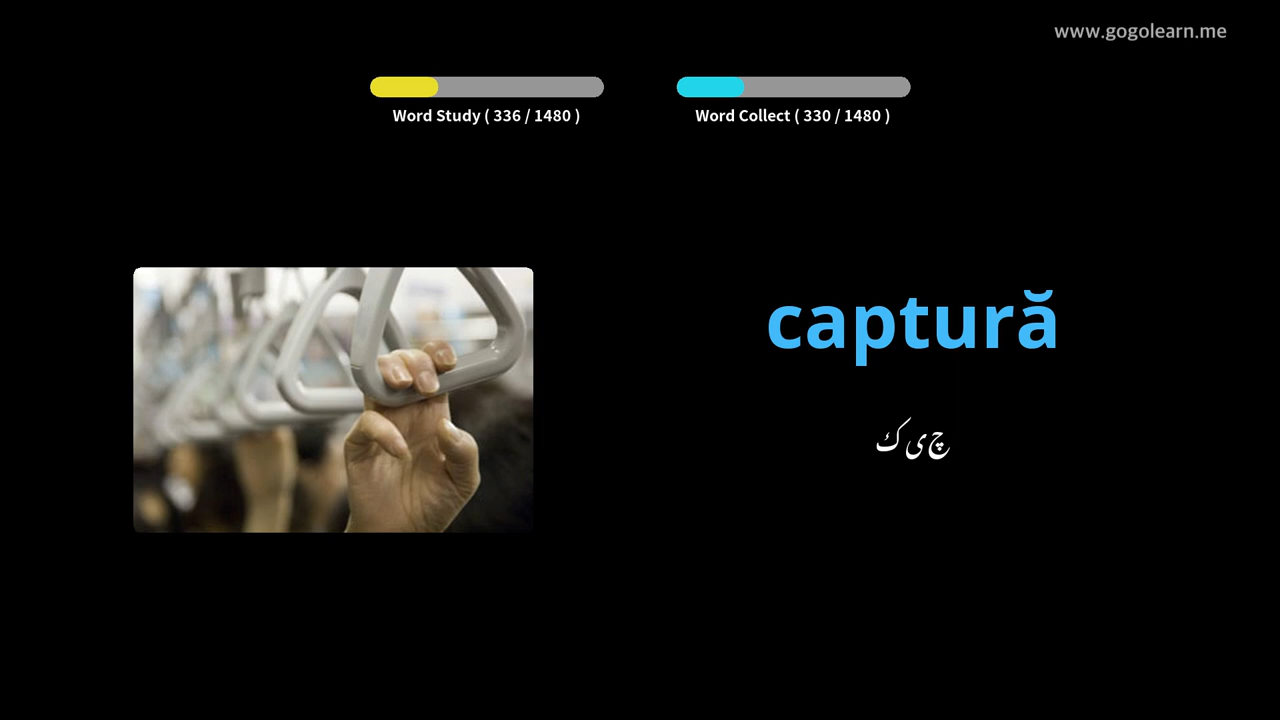 www.gogolearn.me
Word Study ( 336 / 1480 )
Word Collect ( 330 / 1480 )
captură
چ ی ک